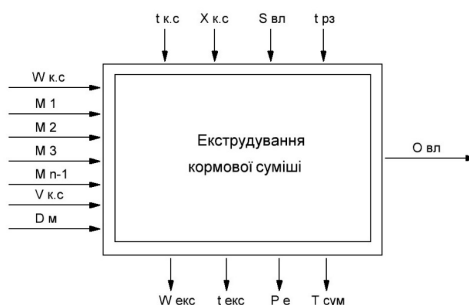 t к.с X к.с S вл t рз
W к.с
M 1
M 2
M 3
M n-1
V к.с
D м
Екструдування
кормової суміші
O вл
W екс t екс P e T сум